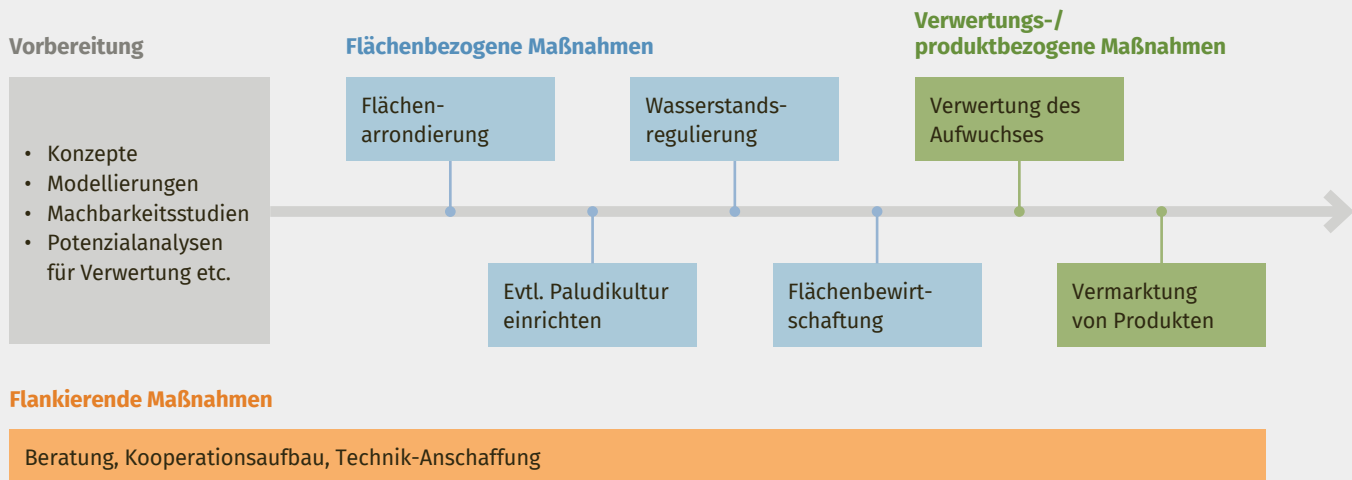 Vorbereitung
• Konzepte
• Modellierungen
• Machbarkeitsstudien
• Potenzialanalysen
für Verwertung etc.
Flächenbezogene Maßnahmen
Flächen-
arrondierung
Evtl. Paludikultur
einrichten
Wasserstands-
regulierung
Flächenbewirt-
schaftung
Verwertungs-/
produktbezogene Maßnahmen
Verwertung des
Aufwuchses
Vermarktung
von Produkten
Flankierende Maßnahmen
Beratung, Kooperationsaufbau, Technik-Anschaffung